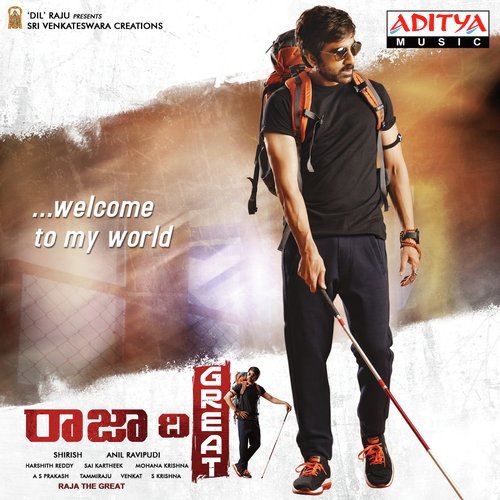 'DIL' RAJU PRESENTS
SRI VENKATESWARA CREATIONS
ADITYA
MUSIC
...welcome
to my world
రాజా ది GREAT
SHIRISH ANIL RAVIPUDI
HARSHITH REDDY SAI KARTHEEK MOHANA KRISHNA
A S PRAKASH TAMMIRAJU VENKAT S KRISHNA
RAJA THE GREAT